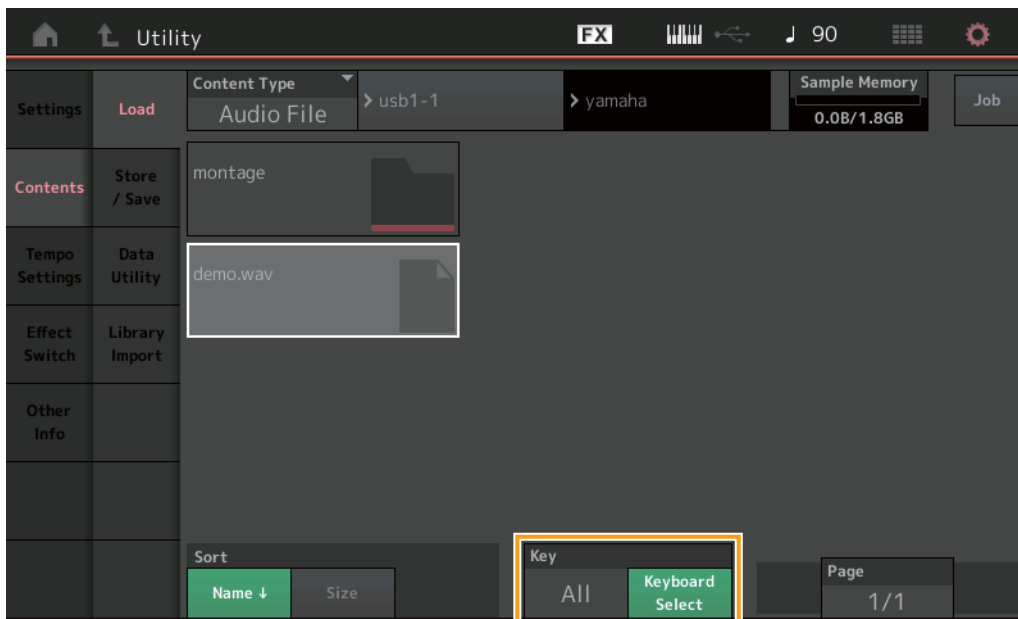 Utility
FX
♩ 90
Settings
Load
Content Type
Audio File
> usb1-1
> yamaha
Sample Memory
0.0B/1.8GB
Job
Contents
Store
/ Save
montage
Tempo
Settings
Data
Utility
demo.wav
Effect
Switch
Library
Import
Other
Info
Sort
Name ↓
Size
Key
All
Keyboard
Select
Page
1/1